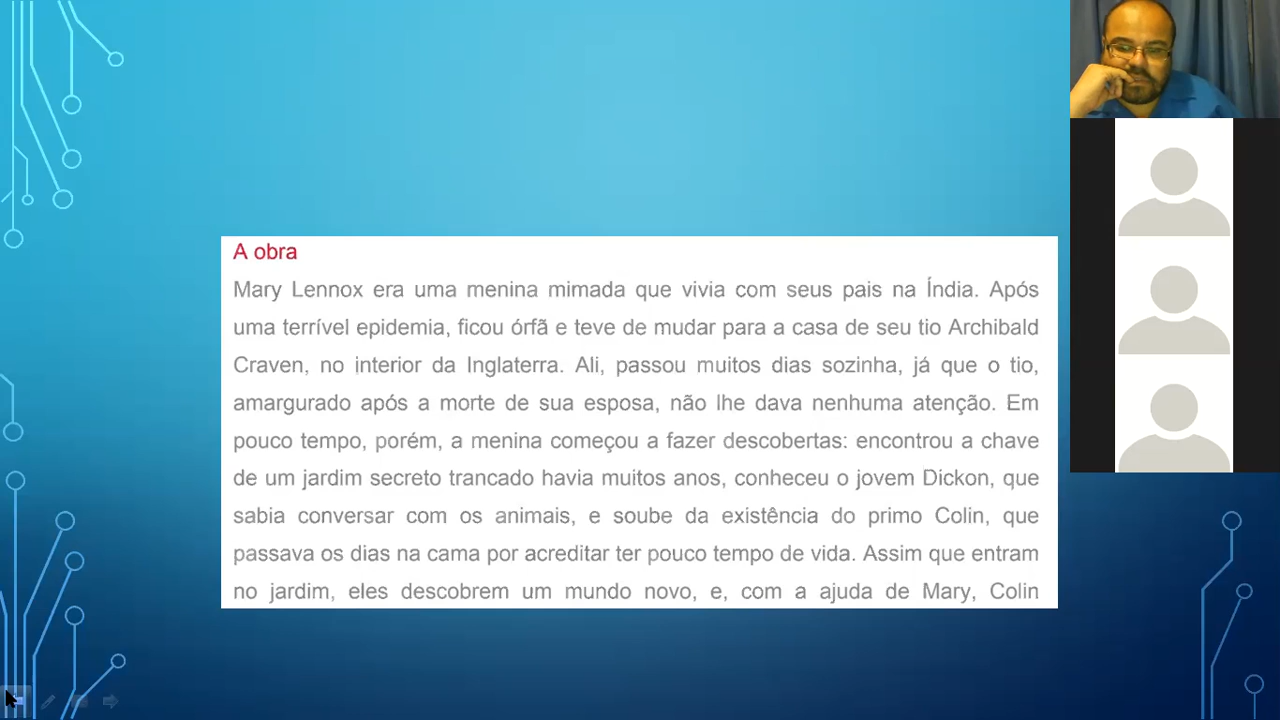 A obra
Mary Lennox era uma menina mimada que vivia com seus pais na Índia. Após
uma terrível epidemia, ficou órfã e teve de mudar para a casa de seu tio Archibald
Craven, no interior da Inglaterra. Ali, passou muitos dias sozinha, já que o tio,
amargurado após a morte de sua esposa, não lhe dava nenhuma atenção. Em
pouco tempo, porém, a menina começou a fazer descobertas: encontrou a chave
de um jardim secreto trancado havia muitos anos, conheceu o jovem Dickon, que
sabia conversar com os animais, e soube da existência do primo Colin, que
passava os dias na cama por acreditar ter pouco tempo de vida. Assim que entram
no jardim, eles descobrem um mundo novo, e, com a ajuda de Mary, Colin